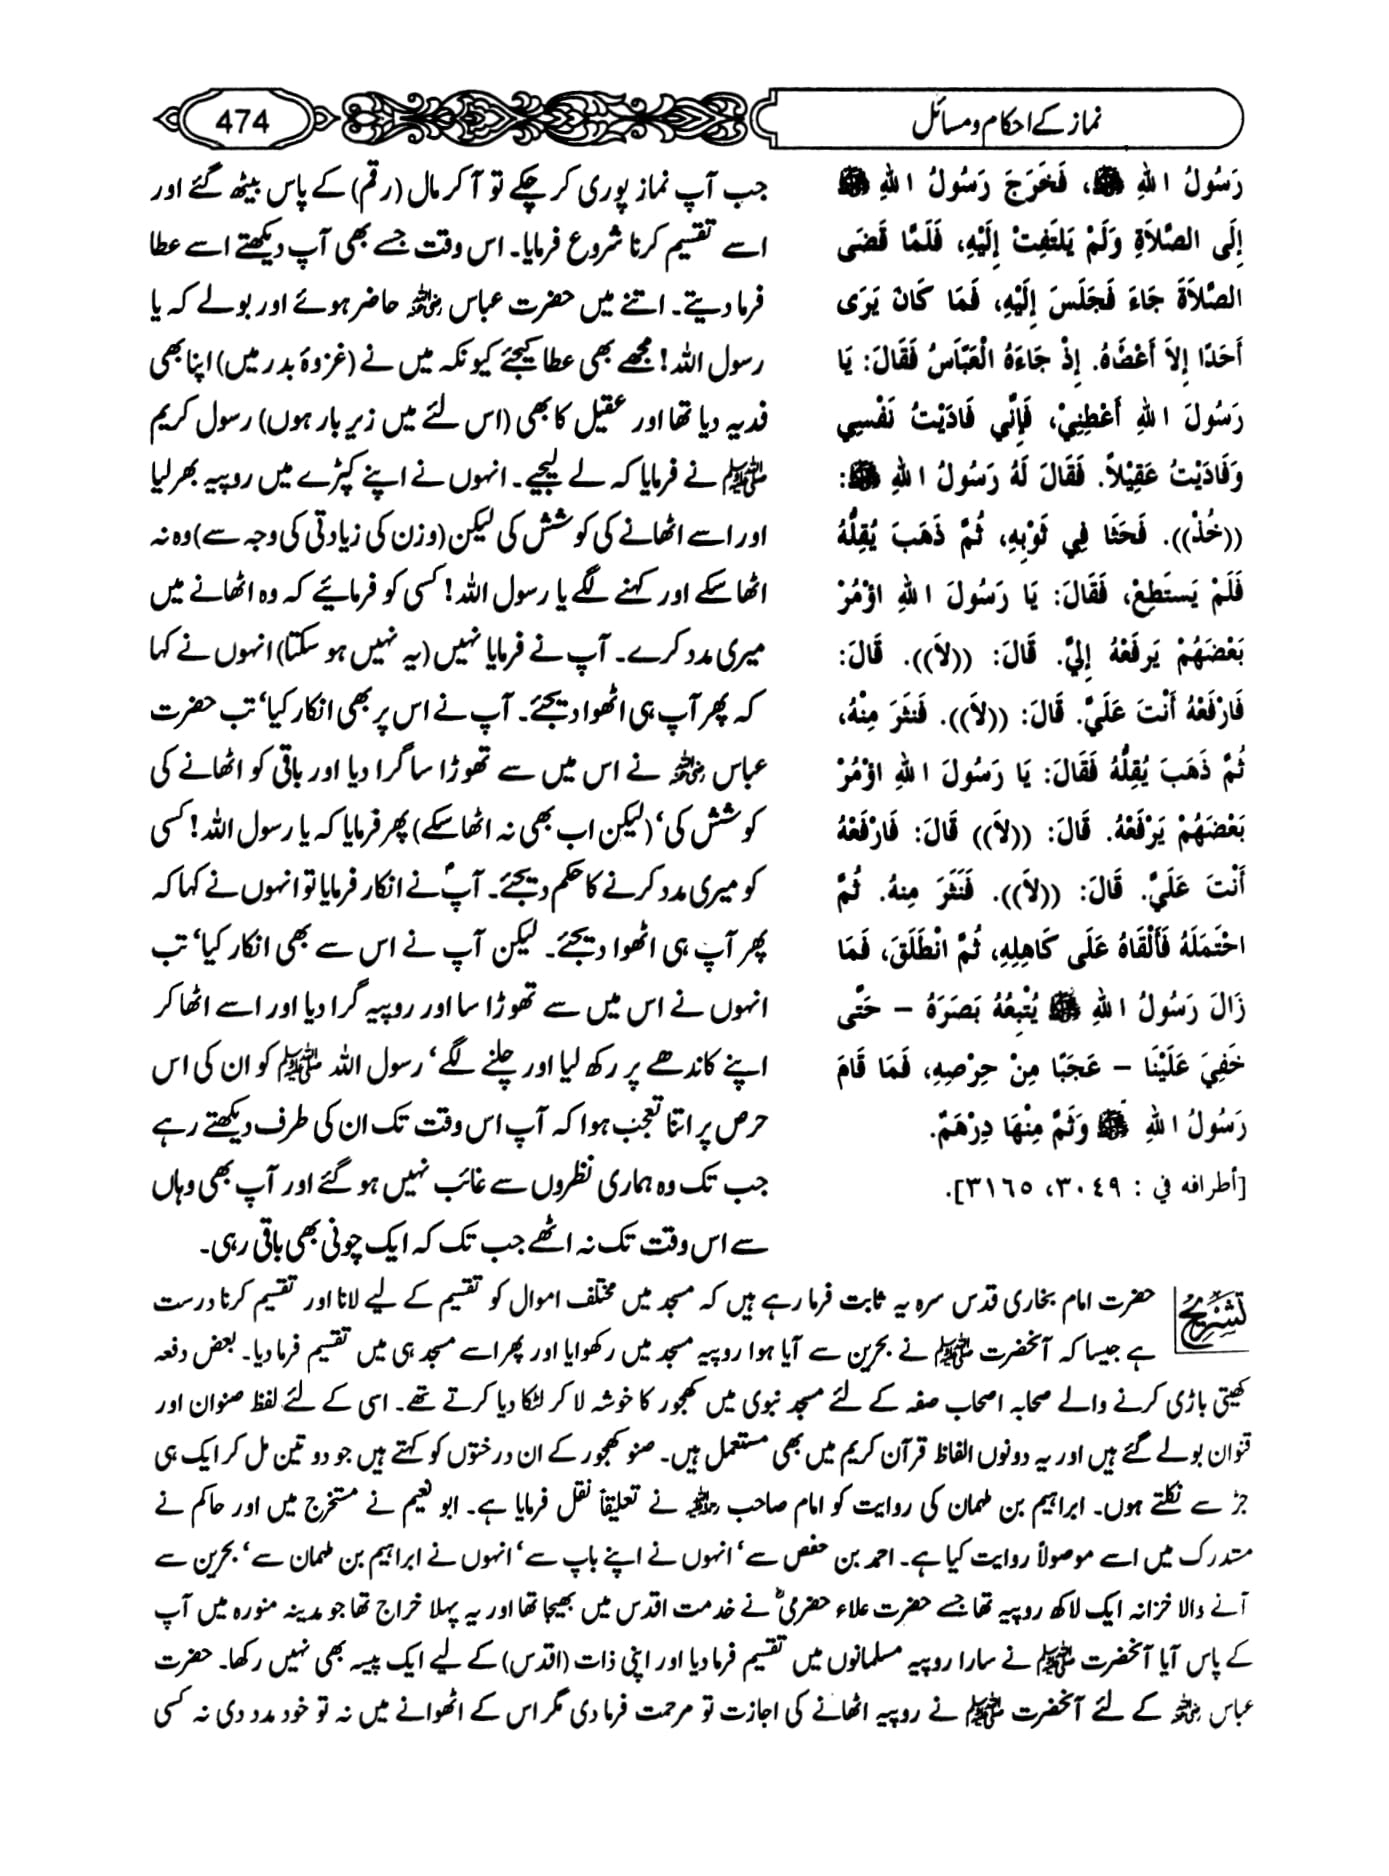 نماز کے احکام و مسائل
474
رَسُولُ اللهِ ﷺ، فَخَرَجَ رَسُولُ اللهِ ﷺ
إِلَى الصَّلاَةِ وَلَمْ يَلْتَفِتْ إِلَيْهِ، فَلَمَّا قَضَى
الصَّلاَةَ جَاءَ فَجَلَسَ إِلَيْهِ، فَمَا كَانَ يَرَى
أَحَدًا إِلاَّ أَعْطَاهُ. إِذْ جَاءَهُ الْعَبَّاسُ فَقَالَ: يَا
رَسُولَ اللهِ أَعْطِنِيْ، فَإِنِّي فَادَيْتُ نَفْسِي
وَفَادَيْتُ عَقِيْلاً. فَقَالَ لَهُ رَسُولُ اللهِ ﷺ:
((خُذْ)). فَحَثَا فِي ثَوْبِهِ، ثُمَّ ذَهَبَ يُقِلُّهُ
فَلَمْ يَستَطِعْ، فَقَالَ: يَا رَسُولَ اللهِ اؤْمُرْ
بَعْضَهُمْ يَرفَعْهُ إِليَّ. قَالَ: ((لاَ)). قَالَ:
فَارْفَعْهُ أَنْتَ عَلَيَّ. قَالَ: ((لاَ)). فَنَثَرَ مِنْهُ،
ثُمَّ ذَهَبَ يُقِلُّهُ فَقَالَ: يَا رَسُولَ اللهِ اؤْمُرْ
بَعْضَهُمْ يَرْفَعْهُ. قَالَ: ((لاَ)) قَالَ: فَارْفَعْهُ
أَنْتَ عَلَيَّ. قَالَ: ((لاَ)). فَنَثَرَ مِنهُ. ثُمَّ
احْتَمَلَهُ فَأَلْقَاهُ عَلَى كَاهِلِهِ، ثُمَّ انْطَلَقَ، فَمَا
زَالَ رَسُولُ اللهِ ﷺ يُتْبِعُهُ بَصَرَهُ – حَتَّى
خَفِيَ عَلَيْنَا – عَجَبًا مِنْ حِرْصِهِ، فَمَا قَامَ
رَسُولُ اللهِ ﷺ وَثَمَّ مِنْهَا دِرْهَمٌ.
[أطرافه في : ٣٠٤٩، ٣١٦٥].
جب آپ نماز پوری کر چکے تو آ کر مال (رقم) کے پاس بیٹھ گئے اور
اسے تقسیم کرنا شروع فرمایا۔ اس وقت جسے بھی آپ دیکھتے اسے عطا
فرما دیتے۔ اتنے میں حضرت عباس رضی اللہ عنہ حاضر ہوئے اور بولے کہ یا
رسول اللہ! مجھے بھی عطا کیجئے کیونکہ میں نے (غزوۂ بدر میں) اپنا بھی
فدیہ دیا تھا اور عقیل کا بھی (اس لئے میں زیر بار ہوں) رسول کریم
ﷺ نے فرمایا کہ لے لیجیے۔ انہوں نے اپنے کپڑے میں روپیہ بھر لیا
اور اسے اٹھانے کی کوشش کی لیکن (وزن کی زیادتی کی وجہ سے) وہ نہ
اٹھا سکے اور کہنے لگے یا رسول اللہ! کسی کو فرمائیے کہ وہ اٹھانے میں
میری مدد کرے۔ آپ نے فرمایا نہیں (یہ نہیں ہو سکتا) انہوں نے کہا
کہ پھر آپ ہی اٹھوا دیجئے۔ آپ نے اس پر بھی انکار کیا‘ تب حضرت
عباس رضی اللہ عنہ نے اس میں سے تھوڑا سا گرا دیا اور باقی کو اٹھانے کی
کوشش کی‘ (لیکن اب بھی نہ اٹھا سکے) پھر فرمایا کہ یا رسول اللہ! کسی
کو میری مدد کرنے کا حکم دیجئے۔ آپؐ نے انکار فرمایا تو انہوں نے کہا کہ
پھر آپ ہی اٹھوا دیجئے۔ لیکن آپ نے اس سے بھی انکار کیا‘ تب
انہوں نے اس میں سے تھوڑا سا اور روپیہ گرا دیا اور اسے اٹھا کر
اپنے کاندھے پر رکھ لیا اور چلنے لگے‘ رسول اللہ ﷺ کو ان کی اس
حرص پر اتنا تعجب ہوا کہ آپ اس وقت تک ان کی طرف دیکھتے رہے
جب تک وہ ہماری نظروں سے غائب نہیں ہو گئے اور آپ بھی وہاں
سے اس وقت تک نہ اٹھے جب تک کہ ایک چونی بھی باقی رہی۔
تشریح حضرت امام بخاری قدس سرہ یہ ثابت فرما رہے ہیں کہ مسجد میں مختلف اموال کو تقسیم کے لیے لانا اور تقسیم کرنا درست
ہے جیسا کہ آنحضرت ﷺ نے بحرین سے آیا ہوا روپیہ مسجد میں رکھوایا اور پھر اسے مسجد ہی میں تقسیم فرما دیا۔ بعض دفعہ
کھیتی باڑی کرنے والے صحابہ اصحاب صفہ کے لئے مسجد نبوی میں کھجور کا خوشہ لا کر لٹکا دیا کرتے تھے۔ اسی کے لئے لفظ صنوان اور
قنوان بولے گئے ہیں اور یہ دونوں الفاظ قرآن کریم میں بھی مستعمل ہیں۔ صنو کھجور کے ان درختوں کو کہتے ہیں جو دو تین مل کر ایک ہی
جڑ سے نکلتے ہوں۔ ابراہیم بن طہمان کی روایت کو امام صاحب رحمہ اللہ نے تعلیقاً نقل فرمایا ہے۔ ابو نعیم نے مستخرج میں اور حاکم نے
متدرک میں اسے موصولاً روایت کیا ہے۔ احمد بن حفص سے‘ انہوں نے اپنے باپ سے‘ انہوں نے ابراہیم بن طہمان سے‘ بحرین سے
آنے والا خزانہ ایک لاکھ روپیہ تھا جسے حضرت علاء حضرمیؓ نے خدمت اقدس میں بھیجا تھا اور یہ پہلا خراج تھا جو مدینہ منورہ میں آپ
کے پاس آیا آنحضرت ﷺ نے سارا روپیہ مسلمانوں میں تقسیم فرما دیا اور اپنی ذات (اقدس) کے لیے ایک پیسہ بھی نہیں رکھا۔ حضرت
عباس رضی اللہ عنہ کے لئے آنحضرت ﷺ نے روپیہ اٹھانے کی اجازت تو مرحمت فرما دی مگر اس کے اٹھوانے میں نہ تو خود مدد دی نہ کسی